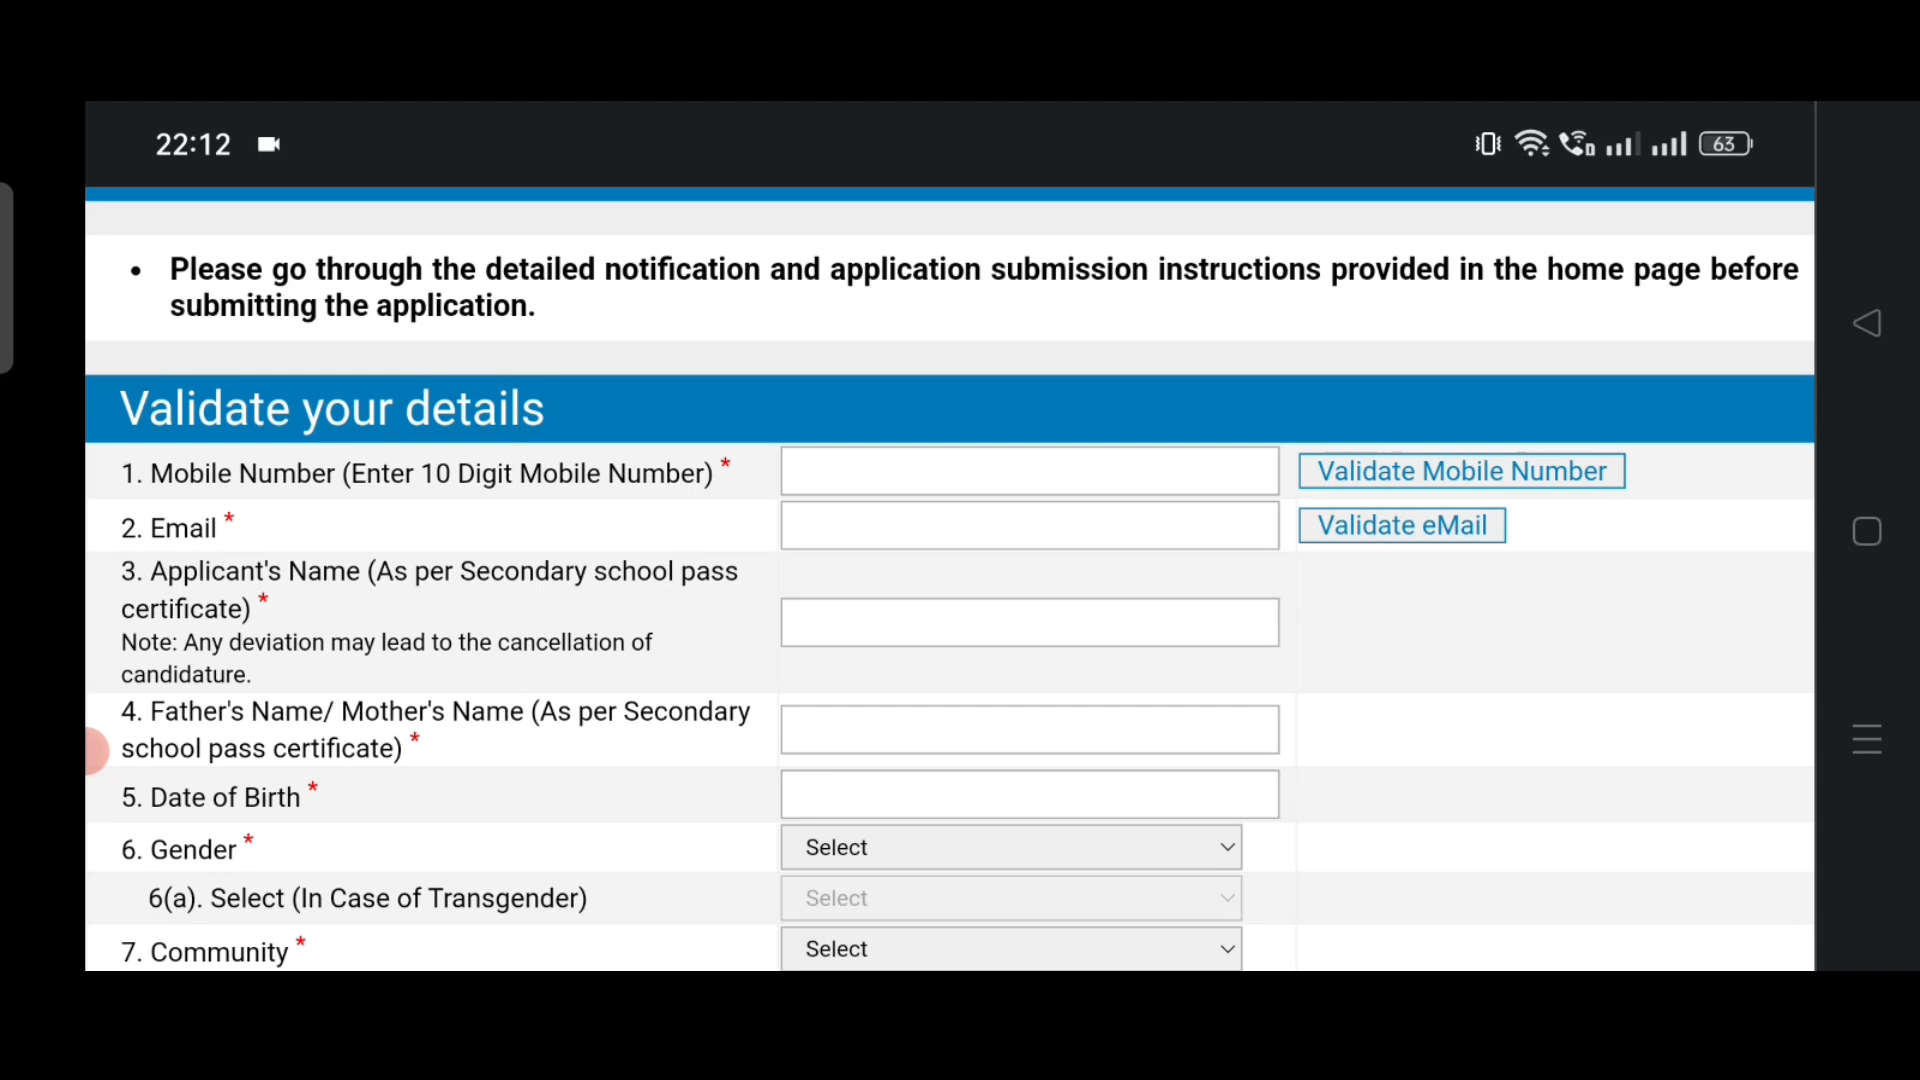 22:12
63
• Please go through the detailed notification and application submission instructions provided in the home page before
submitting the application.
Validate your details
1. Mobile Number (Enter 10 Digit Mobile Number) *
Validate Mobile Number
2. Email *
Validate eMail
3. Applicant's Name (As per Secondary school pass
certificate) *
Note: Any deviation may lead to the cancellation of
candidature.
4. Father's Name/ Mother's Name (As per Secondary
school pass certificate) *
5. Date of Birth *
6. Gender *
Select
6(a). Select (In Case of Transgender)
Select
7. Community *
Select